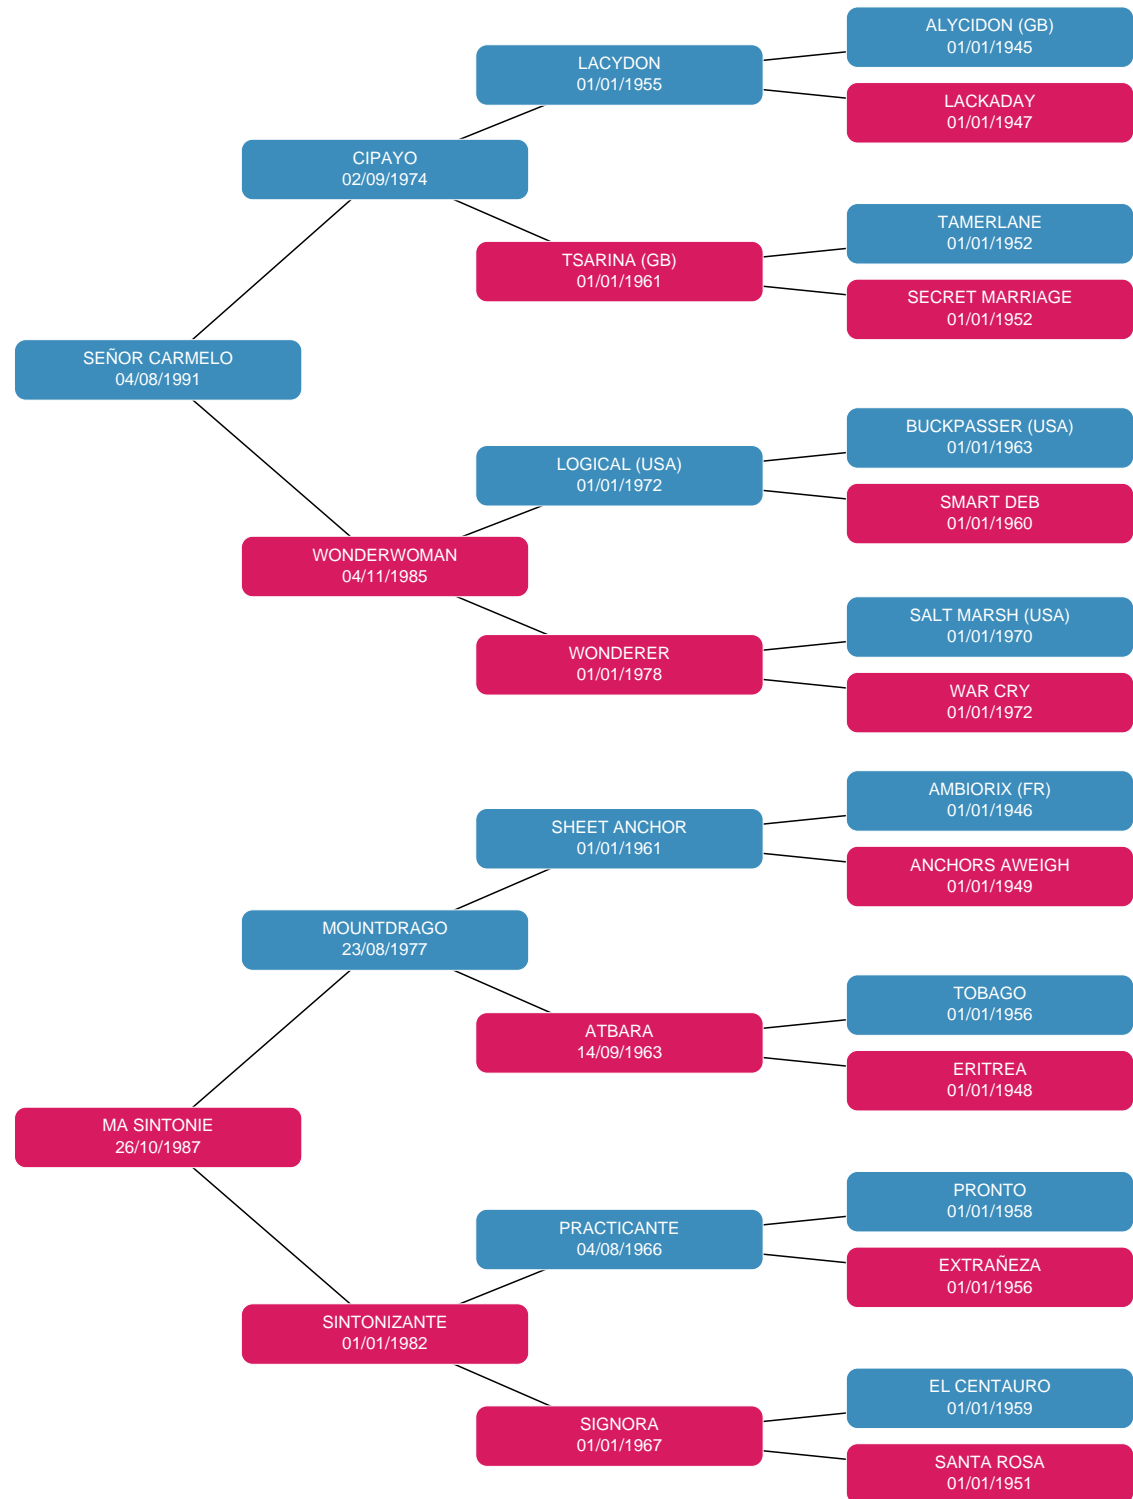 ALYCIDON (GB)
01/01/1945
LACYDON
01/01/1955
LACKADAY
01/01/1947
CIPAYO
02/09/1974
TAMERLANE
01/01/1952
TSARINA (GB)
01/01/1961
SECRET MARRIAGE
01/01/1952
SEÑOR CARMELO
04/08/1991
BUCKPASSER (USA)
01/01/1963
LOGICAL (USA)
01/01/1972
SMART DEB
01/01/1960
WONDERWOMAN
04/11/1985
SALT MARSH (USA)
01/01/1970
WONDERER
01/01/1978
WAR CRY
01/01/1972
AMBIORIX (FR)
01/01/1946
SHEET ANCHOR
01/01/1961
ANCHORS AWEIGH
01/01/1949
MOUNTDRAGO
23/08/1977
TOBAGO
01/01/1956
ATBARA
14/09/1963
ERITREA
01/01/1948
MA SINTONIE
26/10/1987
PRONTO
01/01/1958
PRACTICANTE
04/08/1966
EXTRAÑEZA
01/01/1956
SINTONIZANTE
01/01/1982
EL CENTAURO
01/01/1959
SIGNORA
01/01/1967
SANTA ROSA
01/01/1951